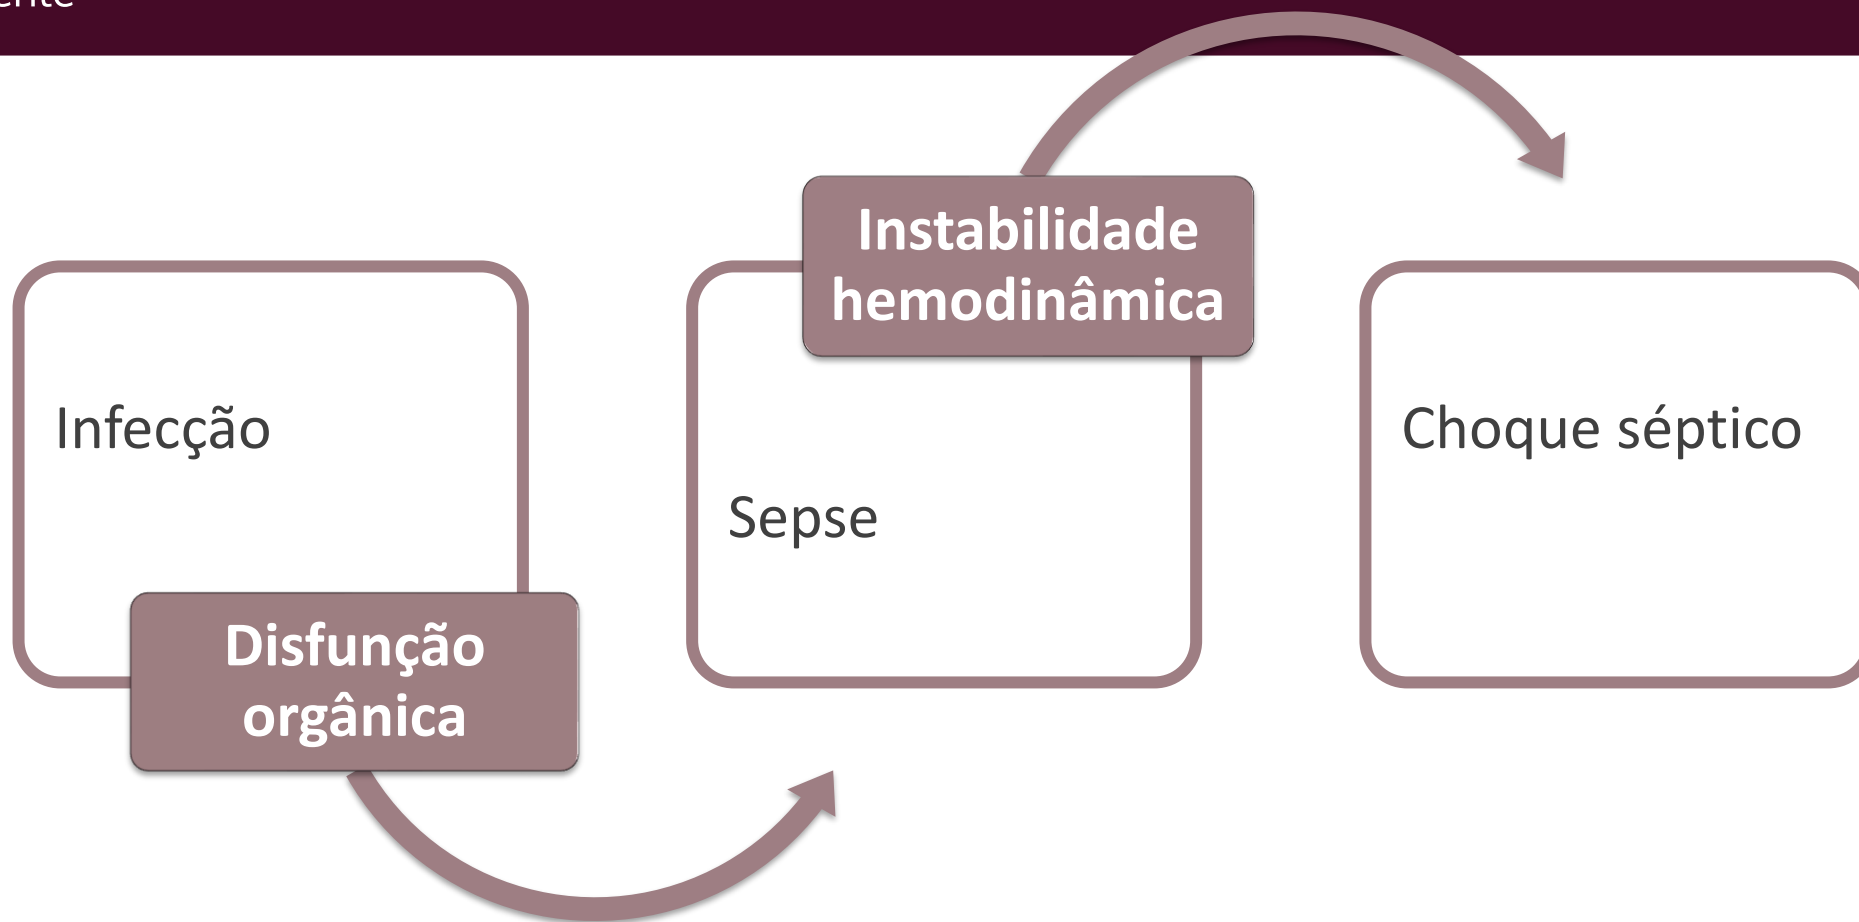 Infecção
Disfunção
orgânica
Sepse
Instabilidade
hemodinâmica
Choque séptico